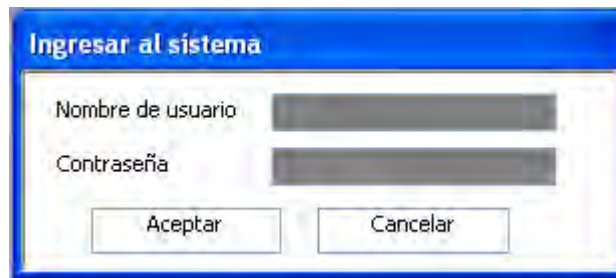 Ingresar al sistema
Nombre de usuario
Contraseña
Aceptar Cancelar